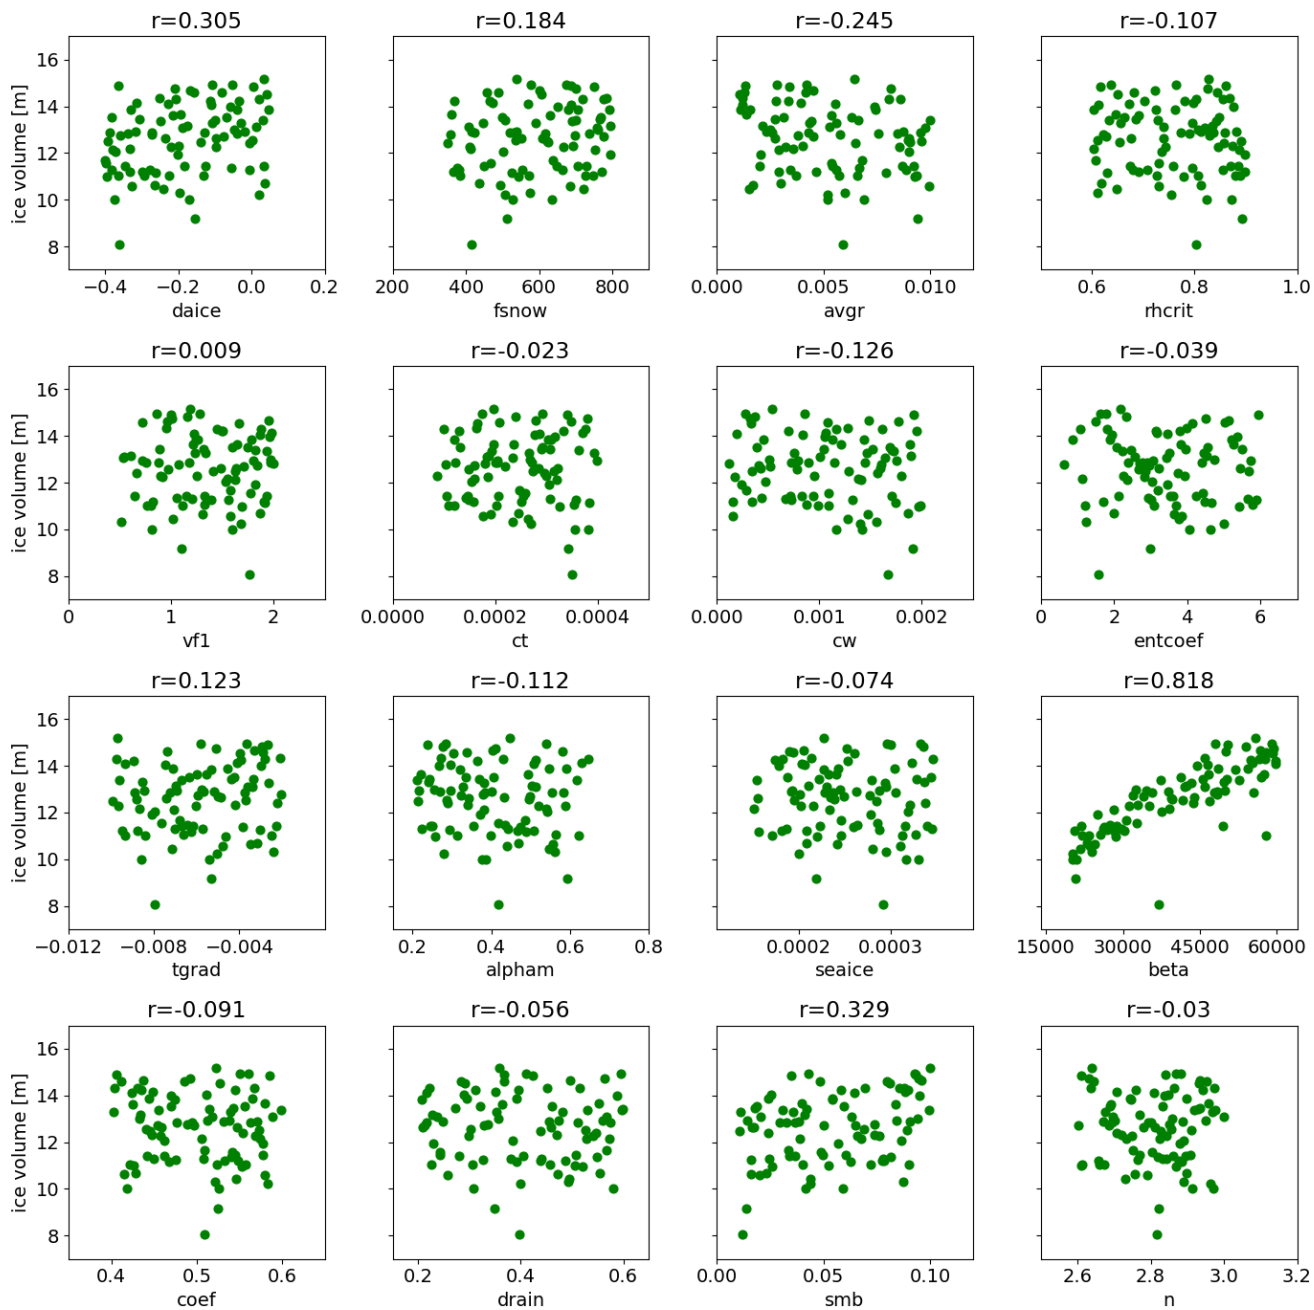 r=0.305 r=0.184 r=-0.245 r=-0.107
ice volume [m]
16
14
12
10
8
−0.4 −0.2 0.0 0.2
daice
200 400 600 800
fsnow
0.000 0.005 0.010
avgr
0.6 0.8 1.0
rhcrit
r=0.009 r=-0.023 r=-0.126 r=-0.039
ice volume [m]
16
14
12
10
8
0 1 2
vf1
0.0000 0.0002 0.0004
ct
0.000 0.001 0.002
cw
0 2 4 6
entcoef
r=0.123 r=-0.112 r=-0.074 r=0.818
ice volume [m]
16
14
12
10
8
−0.012 −0.008 −0.004
tgrad
0.2 0.4 0.6 0.8
alpham
0.0002 0.0003
seaice
15000 30000 45000 60000
beta
r=-0.091 r=-0.056 r=0.329 r=-0.03
ice volume [m]
16
14
12
10
8
0.4 0.5 0.6
coef
0.2 0.4 0.6
drain
0.00 0.05 0.10
smb
2.6 2.8 3.0 3.2
n